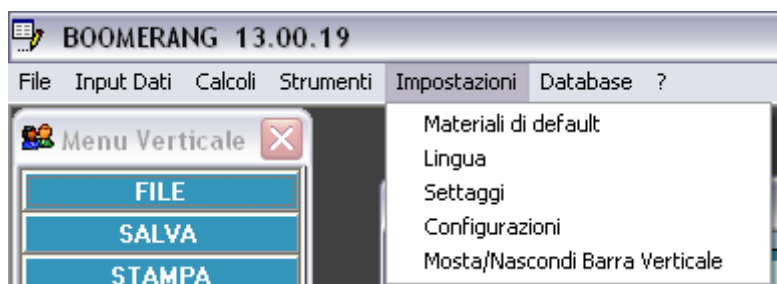 BOOMERANG 13.00.19
File Input Dati Calcoli Strumenti Impostazioni Database ?
Menu Verticale
FILE
SALVA
STAMPA
Materiali di default
Lingua
Settaggi
Configurazioni
Mosta/Nascondi Barra Verticale